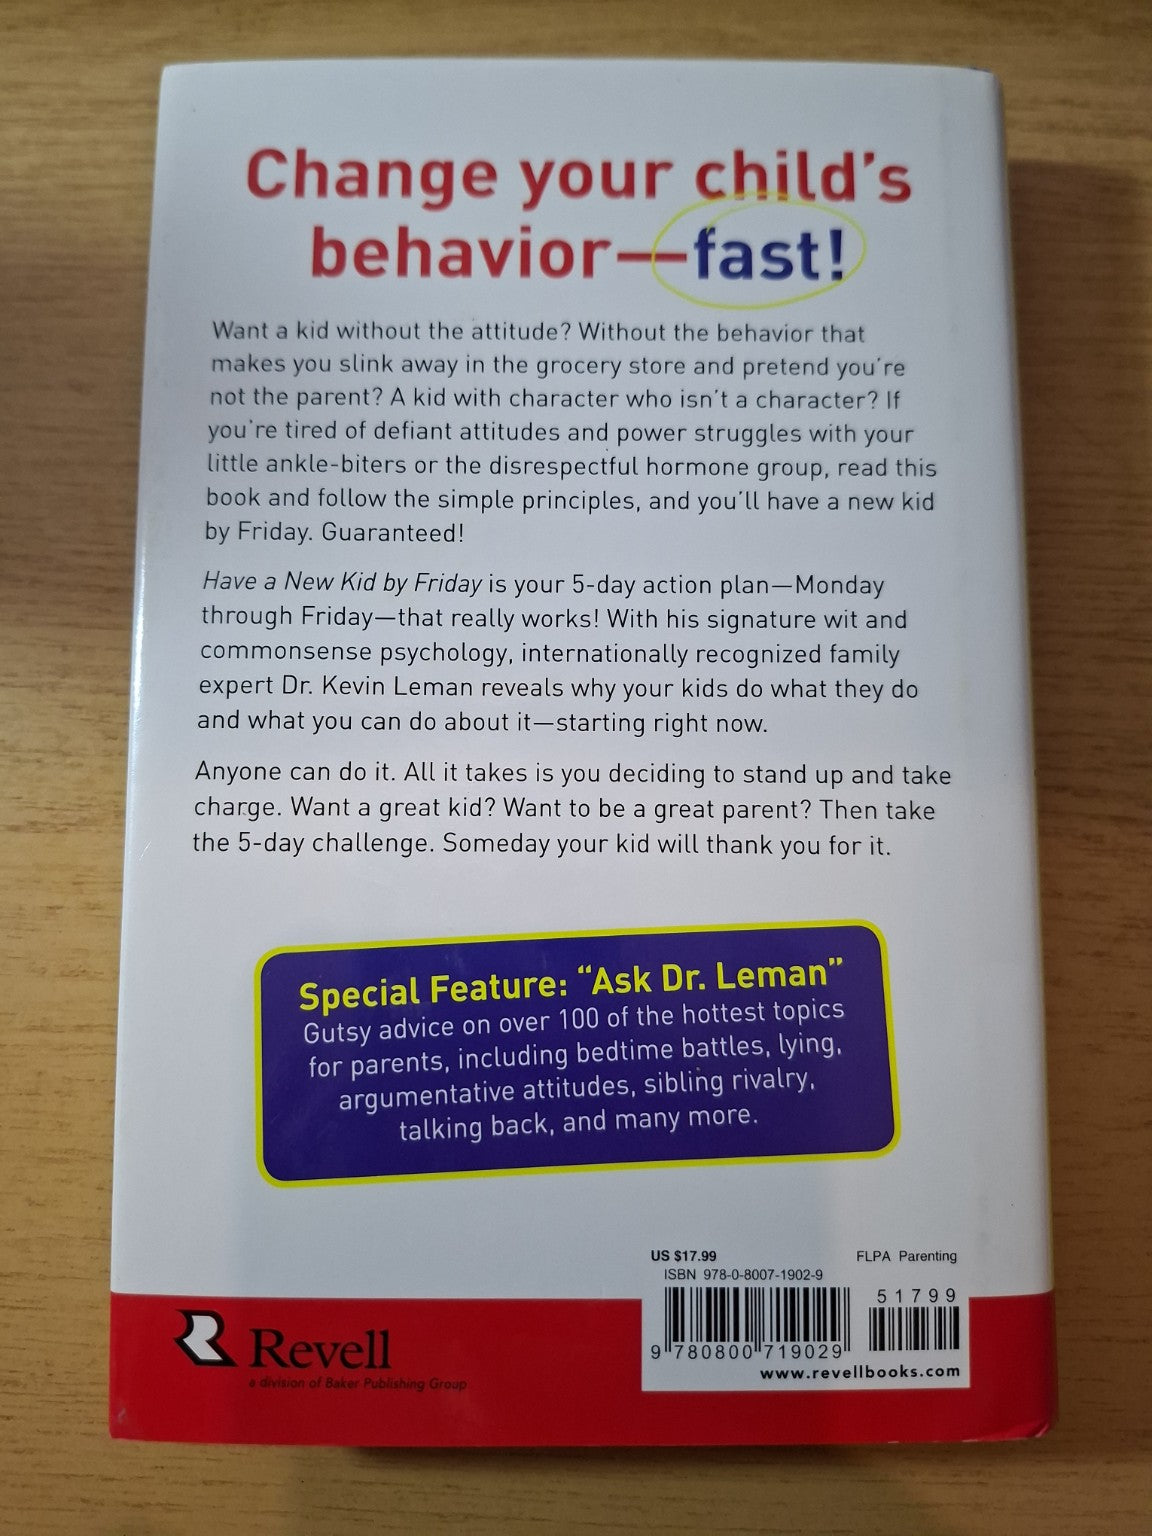 Change your child's
behavior—fast!
Want a kid without the attitude? Without the behavior that
makes you slink away in the grocery store and pretend you're
not the parent? A kid with character who isn't a character? If
you're tired of defiant attitudes and power struggles with your
little ankle-biters or the disrespectful hormone group, read this
book and follow the simple principles, and you'll have a new kid
by Friday. Guaranteed!
Have a New Kid by Friday is your 5-day action plan—Monday
through Friday—that really works! With his signature wit and
commonsense psychology, internationally recognized family
expert Dr. Kevin Leman reveals why your kids do what they do
and what you can do about it—starting right now.
Anyone can do it. All it takes is you deciding to stand up and take
charge. Want a great kid? Want to be a great parent? Then take
the 5-day challenge. Someday your kid will thank you for it.
Special Feature: “Ask Dr. Leman”
Gutsy advice on over 100 of the hottest topics
for parents, including bedtime battles, lying,
argumentative attitudes, sibling rivalry,
talking back, and many more.
US $17.99 FLPA Parenting
ISBN 978-0-8007-1902-9
51799
9 780800 719029
www.revellbooks.com
Revell
a division of Baker Publishing Group